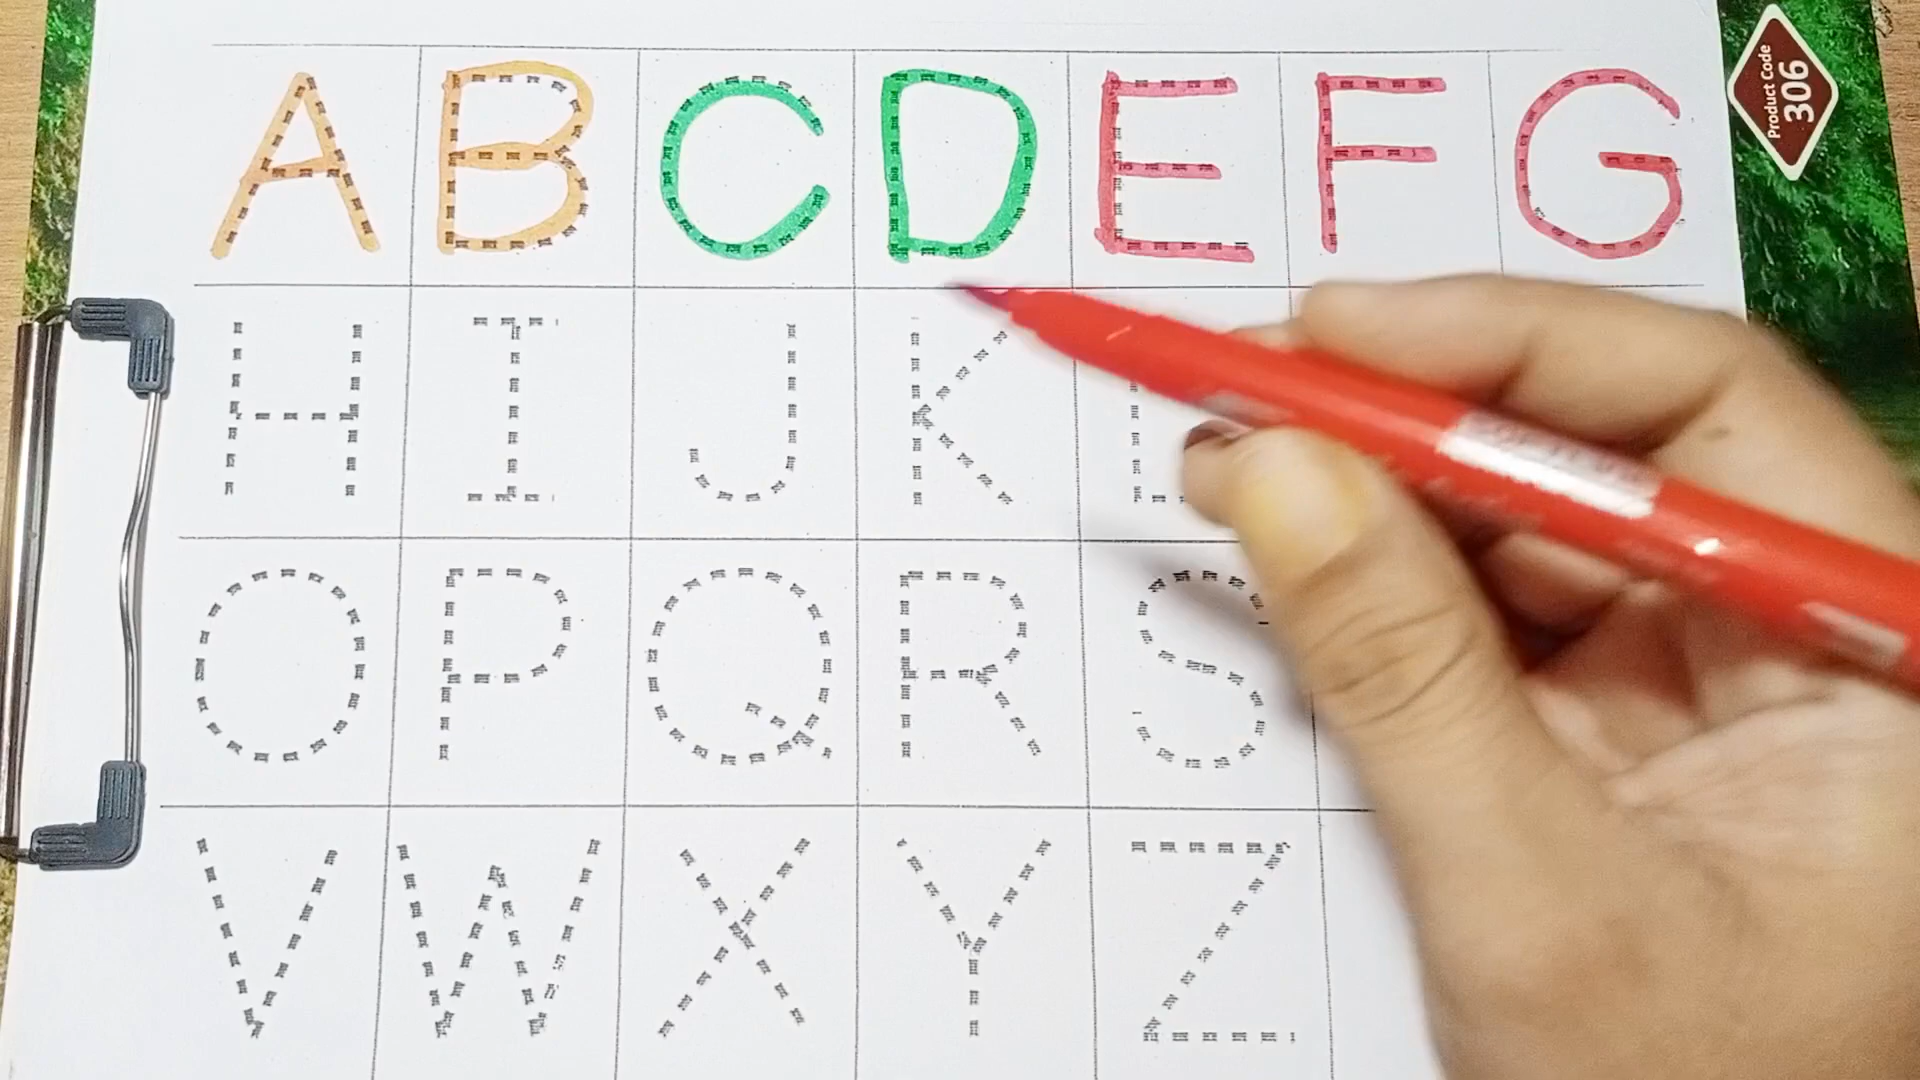 A B C D E F G
H I J K L
O P Q R S
V W X Y Z
Product Code
306